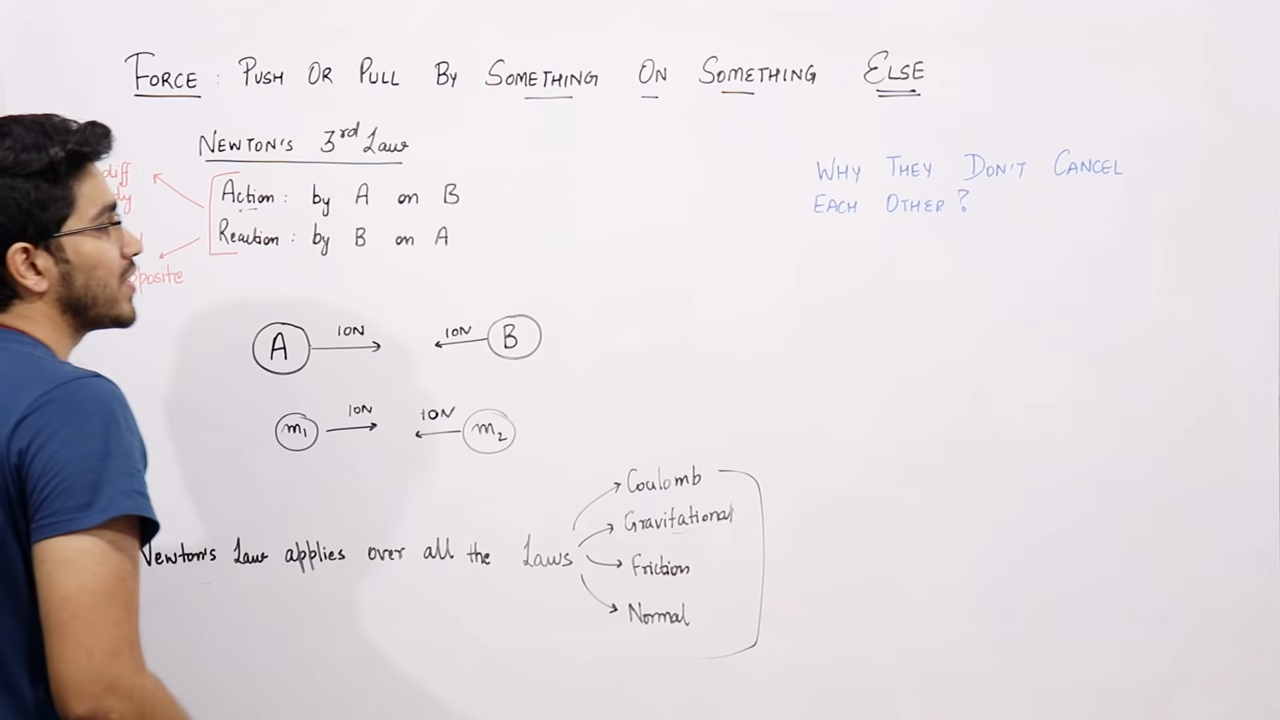 FORCE : PUSH OR PULL BY SOMETHING ON SOMETHING ELSE
NEWTON'S 3rd Law
diff
Action : by A on B
Reaction : by B on A
WHY THEY DON'T CANCEL
EACH OTHER?
A 10N 10N B
m1 10N 10N m2
Newton's Law applies over all the Laws
Coulomb
Gravitational
Friction
Normal